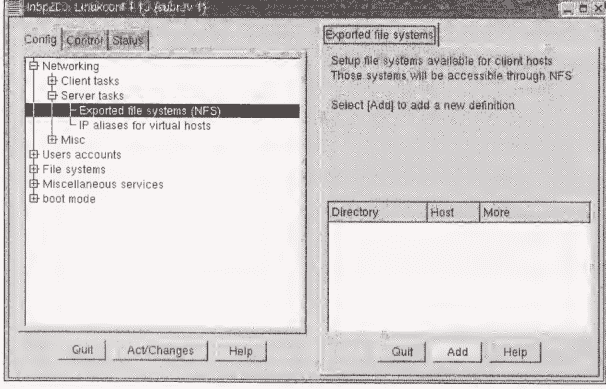 Config Control Status
Networking
Client tasks
Server tasks
Exported file systems (NFS)
IP aliases for virtual hosts
Misc
Users accounts
File systems
Miscellaneous services
boot mode
Quit Act/Changes Help
Exported file systems
Setup file systems available for client hosts
Those systems will be accessible through NFS
Select [Add] to add a new definition
Directory Host More
Quit Add Help